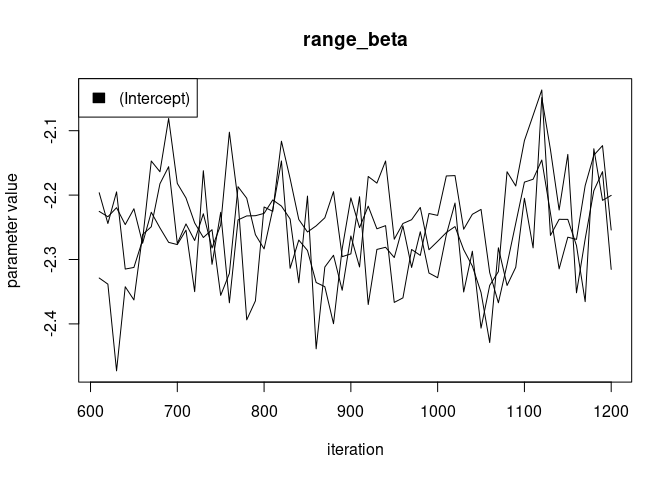 range_beta
(Intercept)
parameter value
-2.1
-2.2
-2.3
-2.4
600 700 800 900 1000 1100 1200
iteration